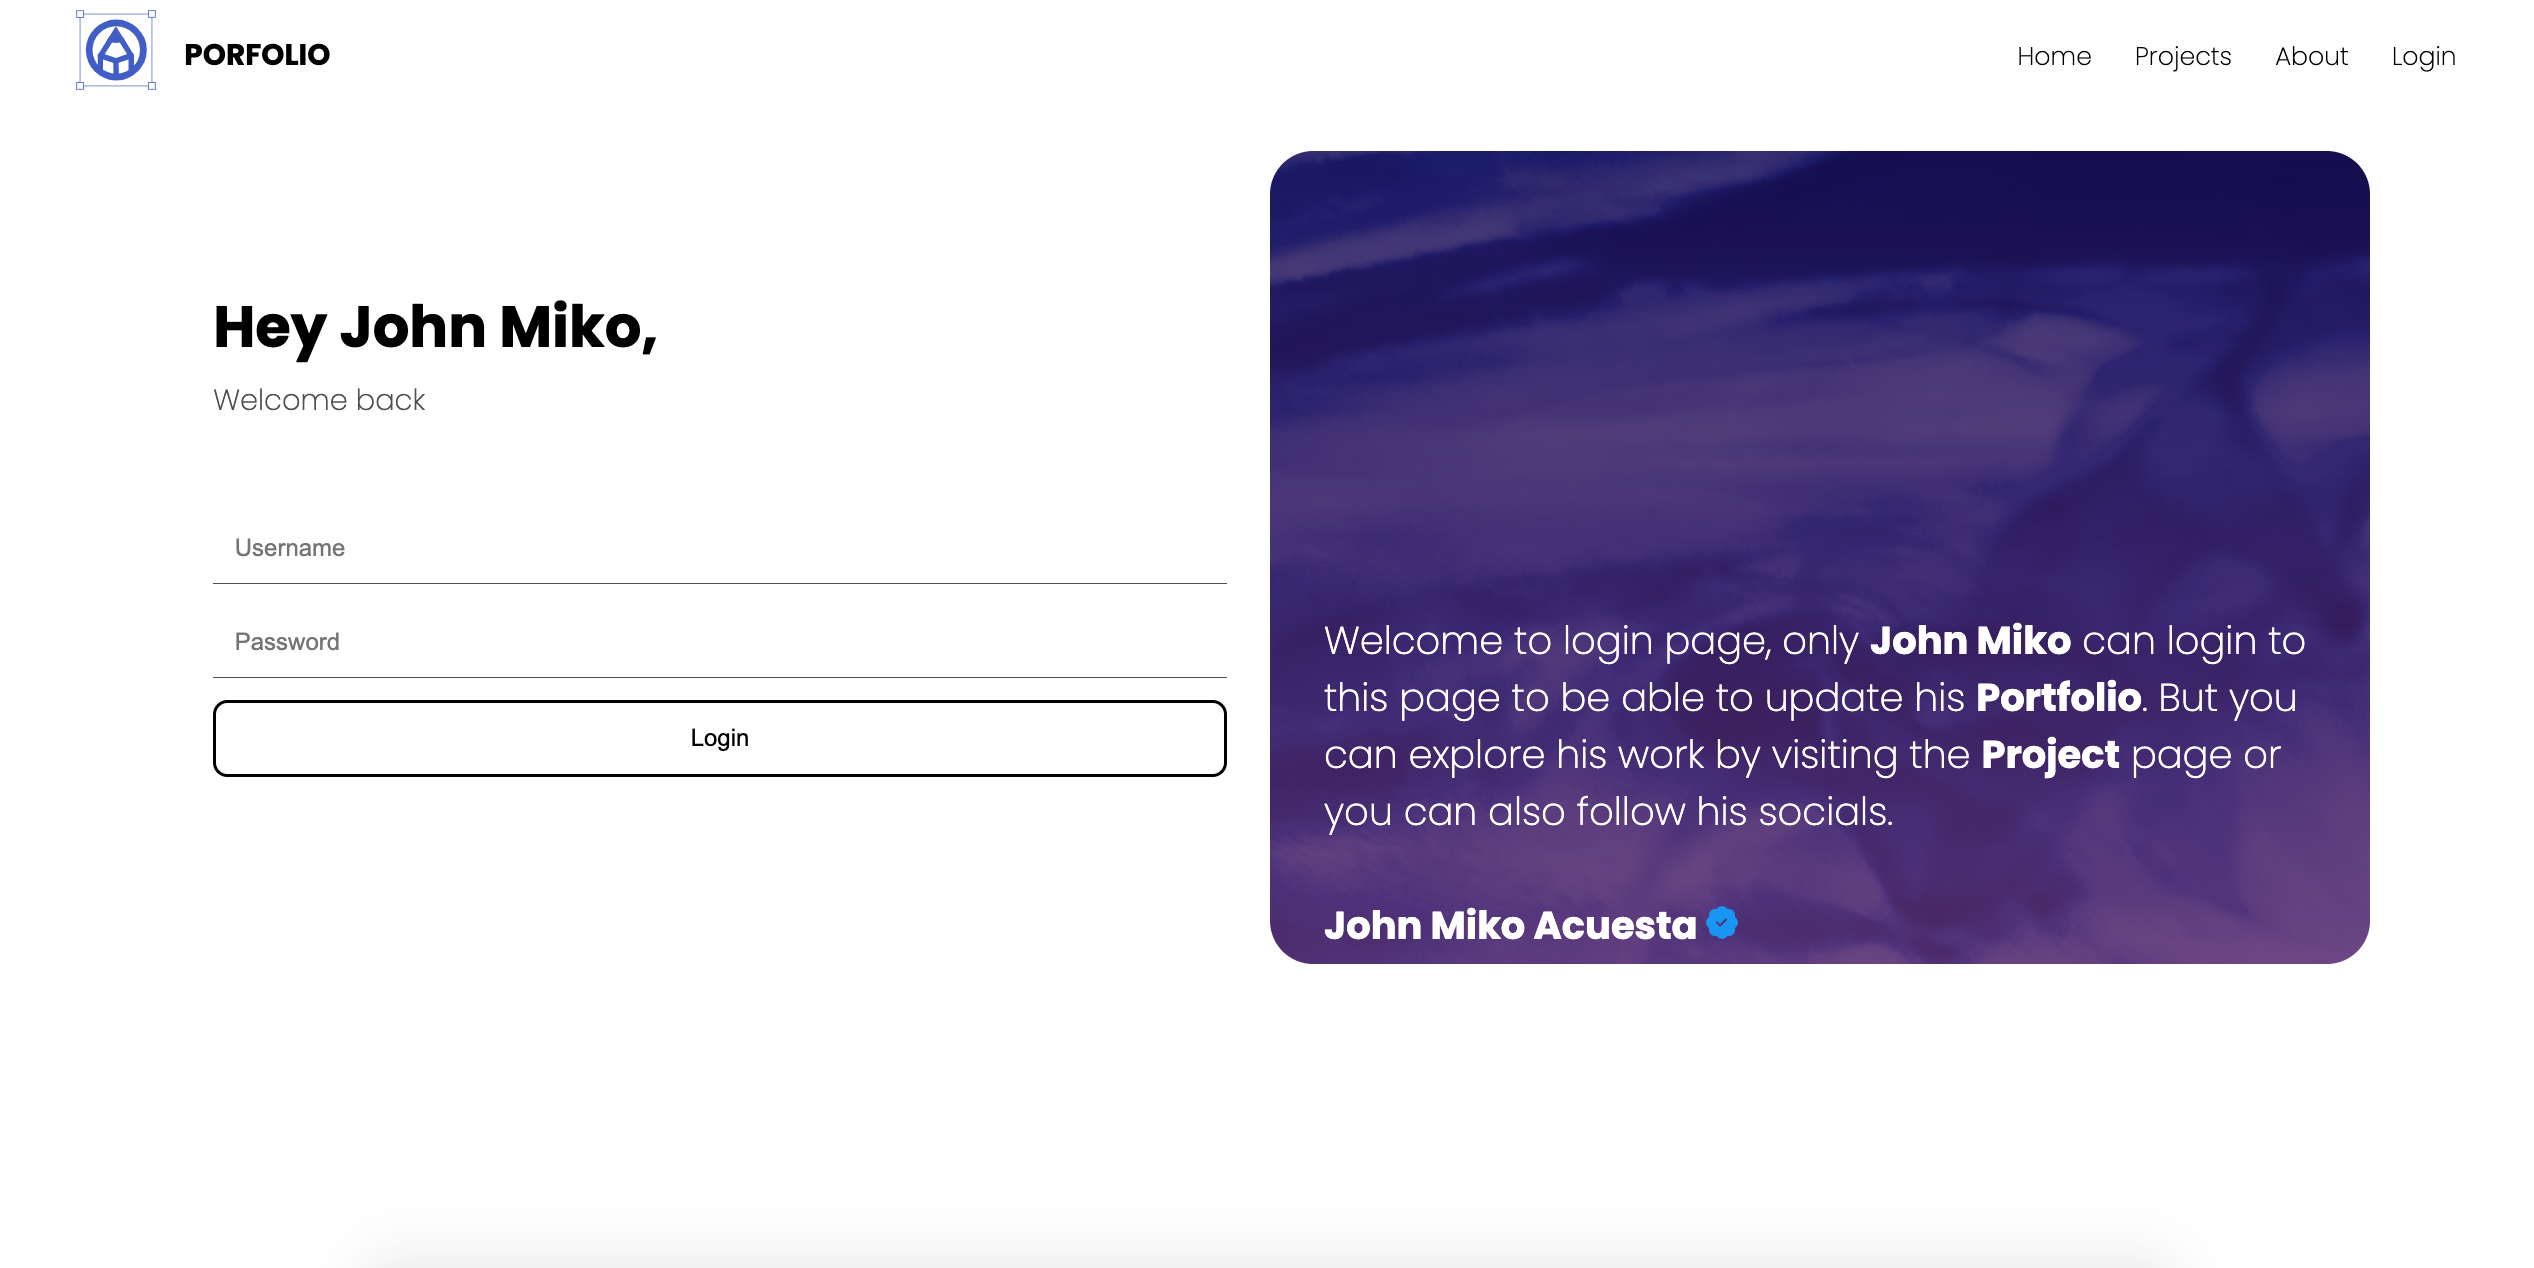 PORFOLIO
Home Projects About Login
Hey John Miko,
Welcome back
Username
Password
Login
Welcome to login page, only John Miko can login to
this page to be able to update his Portfolio. But you
can explore his work by visiting the Project page or
you can also follow his socials.
John Miko Acuesta